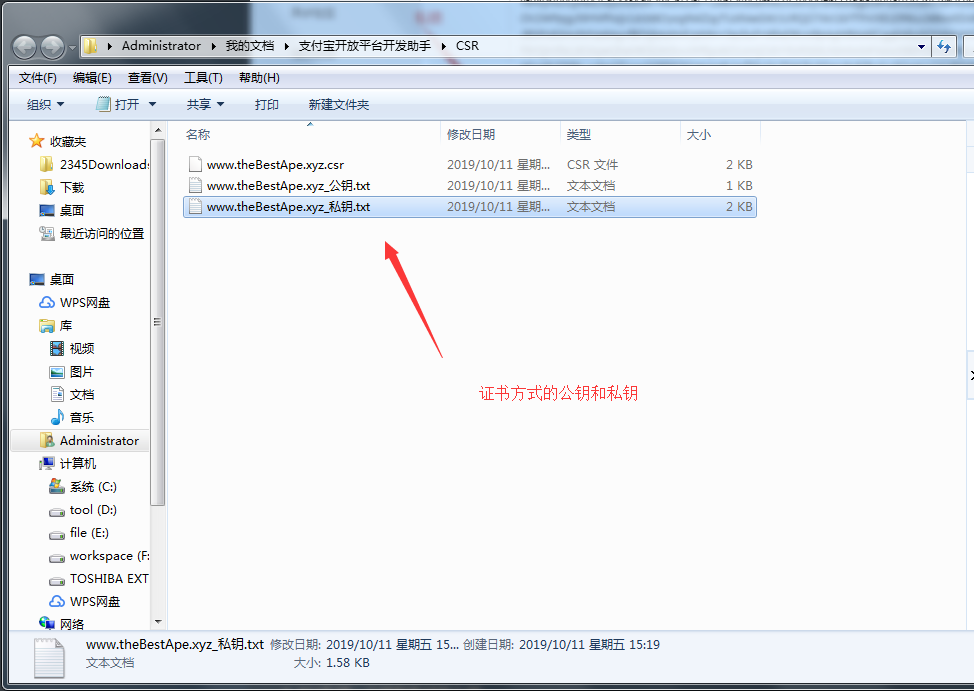 Administrator 我的文档 支付宝开放平台开发助手 CSR
文件(F) 编辑(E) 查看(V) 工具(T) 帮助(H)
组织 打开 共享 打印 新建文件夹
名称 修改日期 类型 大小
收藏夹
2345Downloads
下载
桌面
最近访问的位置
桌面
WPS网盘
库
视频
图片
文档
音乐
Administrator
计算机
系统 (C:)
tool (D:)
file (E:)
workspace (F:
TOSHIBA EXT
WPS网盘
网络
www.theBestApe.xyz.csr 2019/10/11 星期... CSR 文件 2 KB
www.theBestApe.xyz_公钥.txt 2019/10/11 星期... 文本文档 1 KB
www.theBestApe.xyz_私钥.txt 2019/10/11 星期... 文本文档 2 KB
证书方式的公钥和私钥
www.theBestApe.xyz_私钥.txt 修改日期: 2019/10/11 星期五 15... 创建日期: 2019/10/11 星期五 15:19
文本文档 大小: 1.58 KB